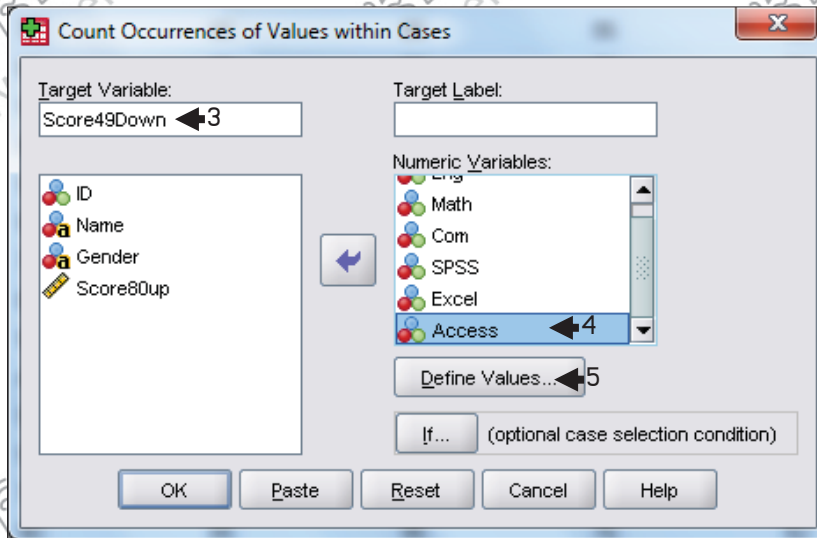 Count Occurrences of Values within Cases
Target Variable:
Target Label:
Score49Down
3
Numeric Variables:
ID
Name
Gender
Score80up
Eng
Math
Com
SPSS
Excel
Access
4
Define Values...
5
If...
(optional case selection condition)
OK
Paste
Reset
Cancel
Help